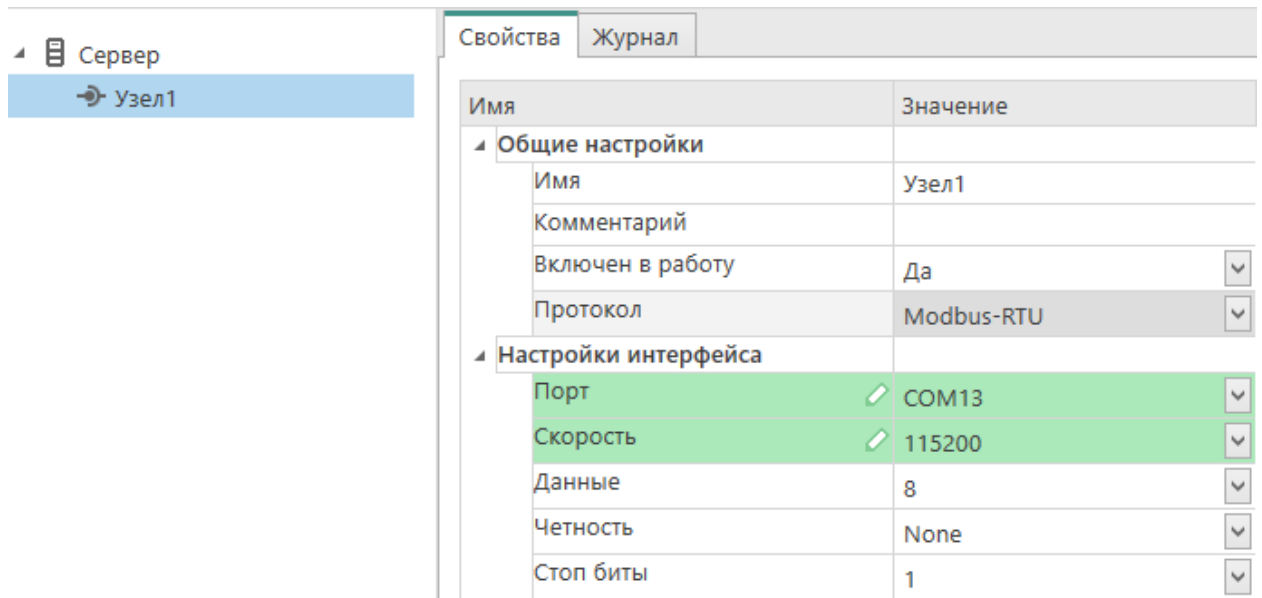 Сервер
Узел1
Свойства Журнал
Имя Значение
Общие настройки
Имя Узел1
Комментарий
Включен в работу Да
Протокол Modbus-RTU
Настройки интерфейса
Порт COM13
Скорость 115200
Данные 8
Четность None
Стоп биты 1